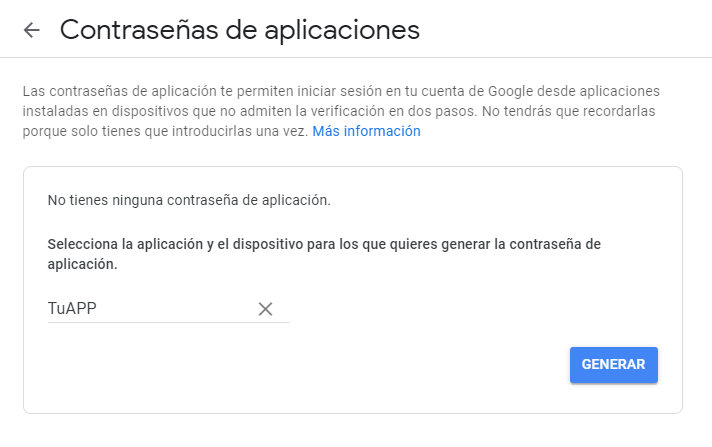 Contraseñas de aplicaciones
Las contraseñas de aplicación te permiten iniciar sesión en tu cuenta de Google desde aplicaciones
instaladas en dispositivos que no admiten la verificación en dos pasos. No tendrás que recordarlas
porque solo tienes que introducirlas una vez. Más información
No tienes ninguna contraseña de aplicación.
Selecciona la aplicación y el dispositivo para los que quieres generar la contraseña de
aplicación.
TuAPP
GENERAR